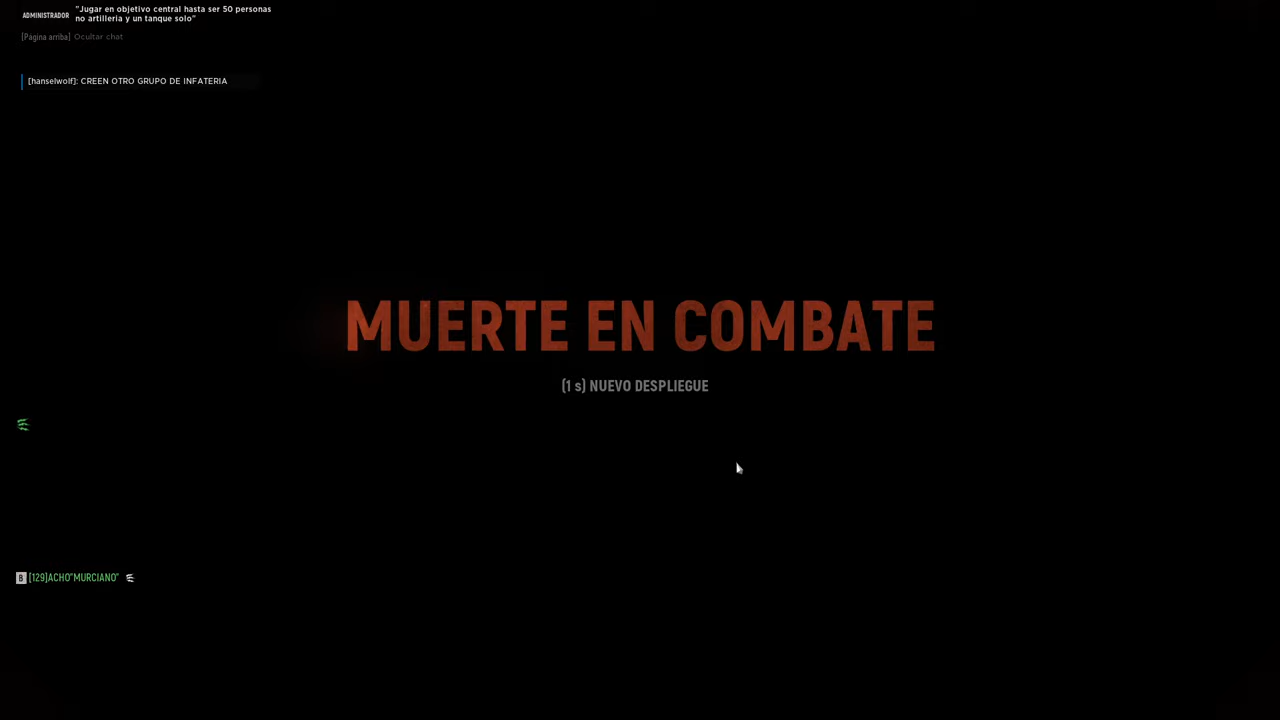 ADMINISTRADOR "Jugar en objetivo central hasta ser 50 personas
no artilleria y un tanque solo"
[Página arriba] Ocultar chat
[hanselwolf]: CREEN OTRO GRUPO DE INFATERIA
MUERTE EN COMBATE
(1 s) NUEVO DESPLIEGUE
B [129]ACHO"MURCIANO"